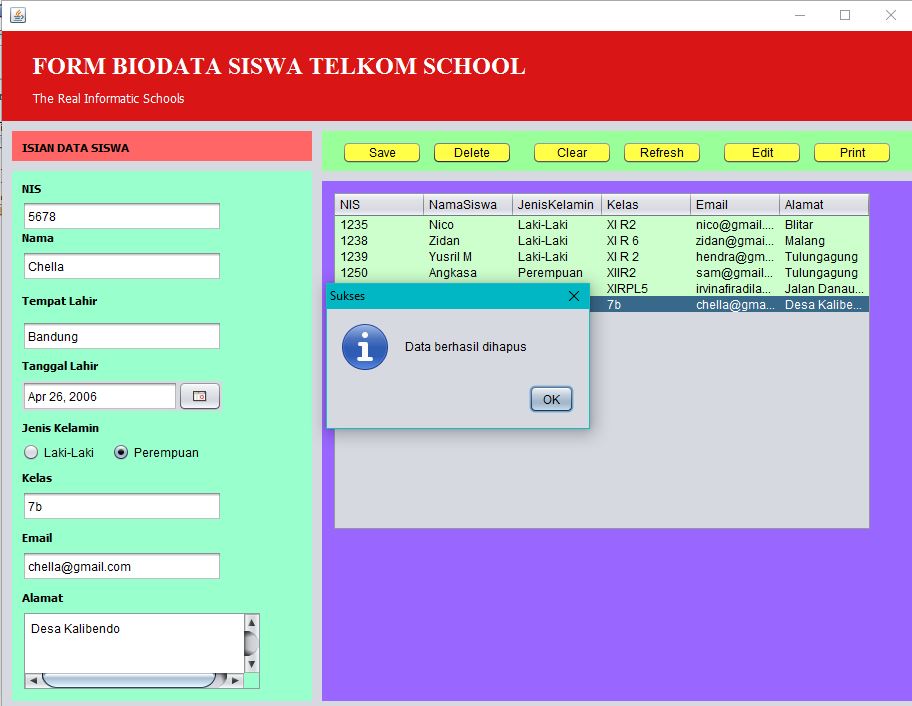 FORM BIODATA SISWA TELKOM SCHOOL
The Real Informatic Schools
ISIAN DATA SISWA
NIS
5678
Nama
Chella
Tempat Lahir
Bandung
Tanggal Lahir
Apr 26, 2006
Jenis Kelamin
Laki-Laki Perempuan
Kelas
7b
Email
chella@gmail.com
Alamat
Desa Kalibendo
Save Delete Clear Refresh Edit Print
NIS NamaSiswa JenisKelamin Kelas Email Alamat
1235 Nico Laki-Laki XI R2 nico@gmail.... Blitar
1238 Zidan Laki-Laki XI R 6 zidan@gmai... Malang
1239 Yusril M Laki-Laki XI R 2 hendra@gm... Tulungagung
1250 Angkasa Perempuan XIIR2 sam@gmail.... Tulungagung
XIRPL5 irvinafiradila... Jalan Danau...
7b chella@gma... Desa Kalibe...
Sukses
Data berhasil dihapus
OK